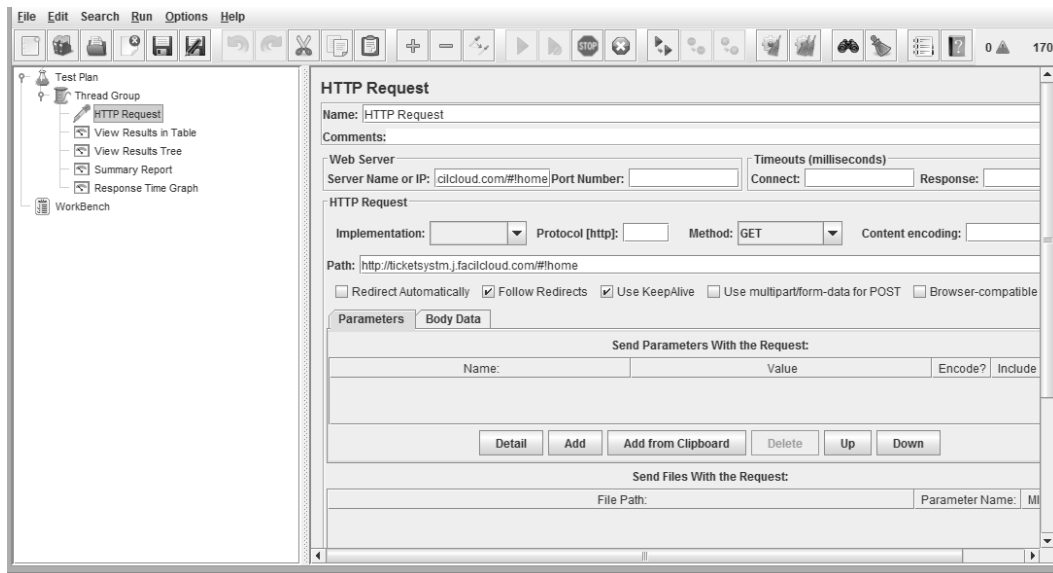 File Edit Search Run Options Help
STOP
?
0
170
Test Plan
Thread Group
HTTP Request
View Results in Table
View Results Tree
Summary Report
Response Time Graph
WorkBench
HTTP Request
Name: HTTP Request
Comments:
Web Server
Timeouts (milliseconds)
Server Name or IP: cilcloud.com/#!home Port Number:
Connect: Response:
HTTP Request
Implementation: Protocol [http]: Method: GET Content encoding:
Path: http://ticketsystm.j.facilcloud.com/#!home
Redirect Automatically Follow Redirects Use KeepAlive Use multipart/form-data for POST Browser-compatible
Parameters Body Data
Send Parameters With the Request:
Name: Value Encode? Include
Detail Add Add from Clipboard Delete Up Down
Send Files With the Request:
File Path: Parameter Name: MI